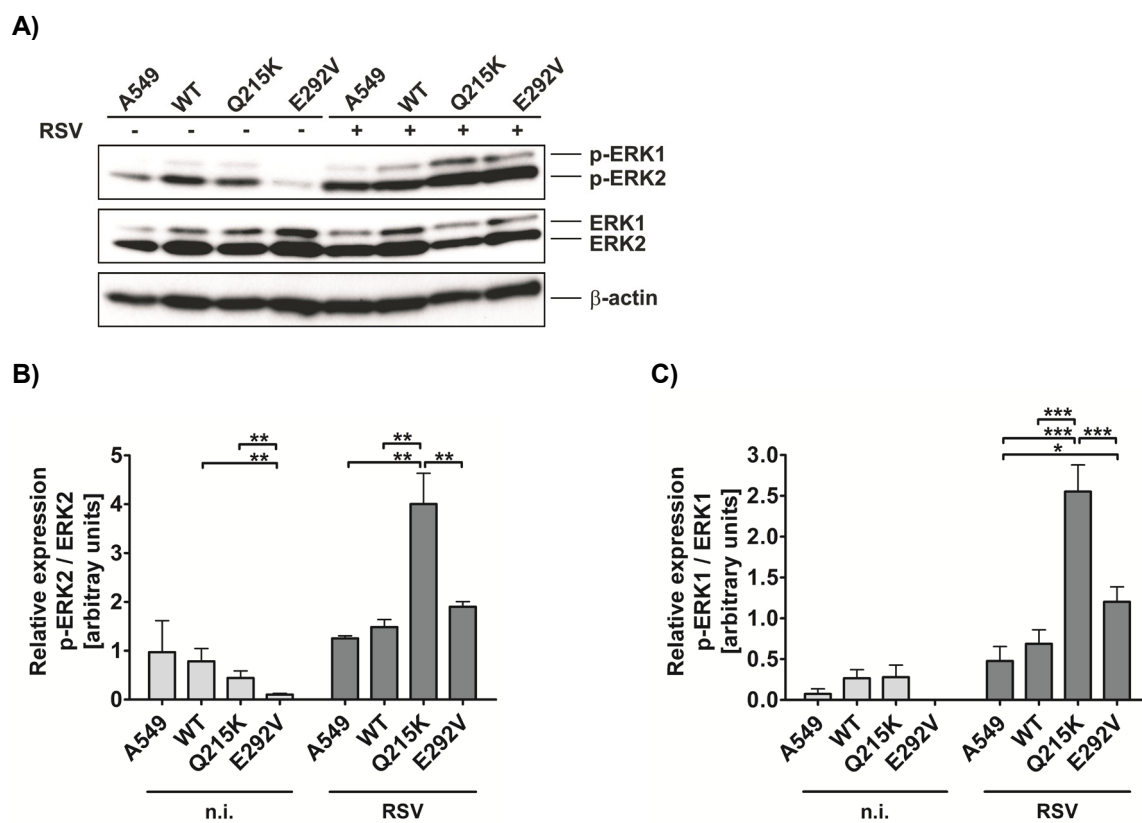 A)
A549 WT Q215K E292V A549 WT Q215K E292V
RSV - - - - + + + +
p-ERK1
p-ERK2
ERK1
ERK2
β-actin
B)
** ** ** ** **
Relative expression
p-ERK2 / ERK2
[arbitray units]
5
4
3
2
1
0
A549 WT Q215K E292V A549 WT Q215K E292V
n.i. RSV
C)
***
*** ***
*
Relative expression
p-ERK1 / ERK1
[arbitrary units]
3.0
2.5
2.0
1.5
1.0
0.5
0.0
A549 WT Q215K E292V A549 WT Q215K E292V
n.i. RSV